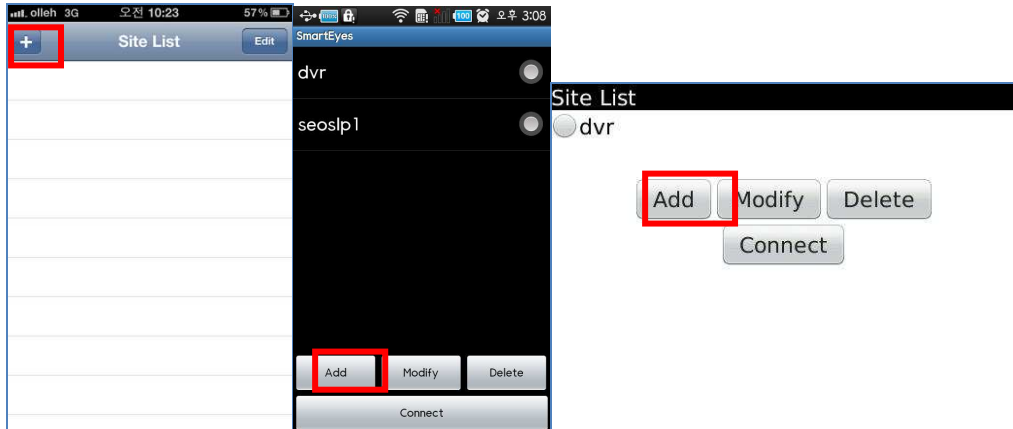 olleh 3G 오전 10:23 57%
+ Site List Edit
100 오후 3:08
SmartEyes
dvr
seoslp1
Add Modify Delete
Connect
Site List
dvr
Add Modify Delete
Connect